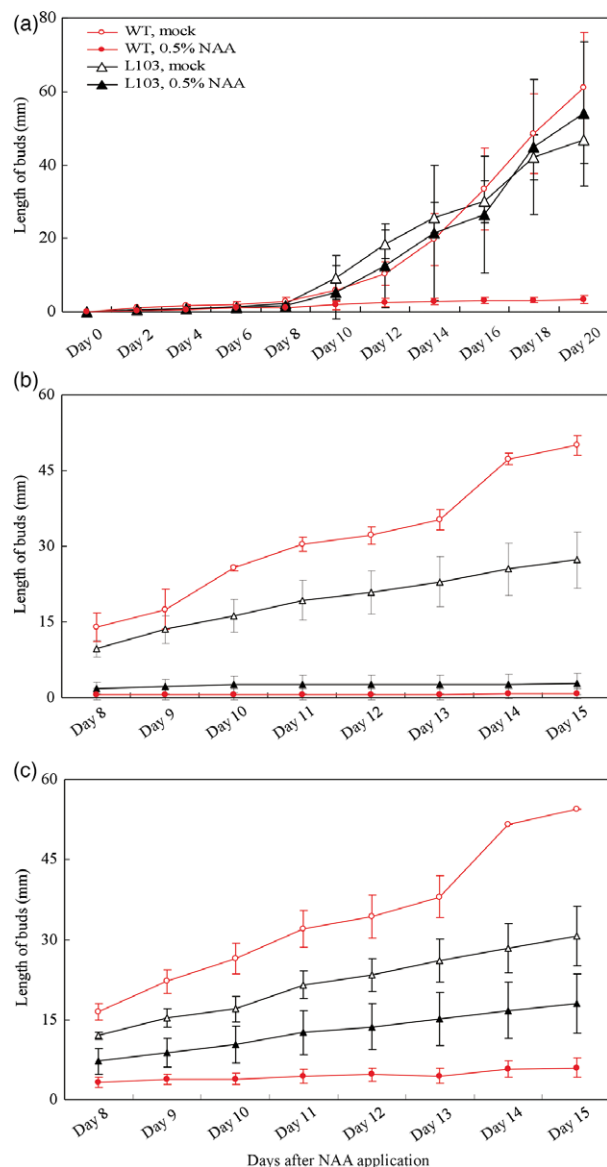 (a)
80
WT, mock
WT, 0.5% NAA
L103, mock
L103, 0.5% NAA
60
40
20
0
Length of buds (mm)
Day 0 Day 2 Day 4 Day 6 Day 8 Day 10 Day 12 Day 14 Day 16 Day 18 Day 20
(b)
60
45
30
15
0
Length of buds (mm)
Day 8 Day 9 Day 10 Day 11 Day 12 Day 13 Day 14 Day 15
(c)
60
45
30
15
0
Length of buds (mm)
Day 8 Day 9 Day 10 Day 11 Day 12 Day 13 Day 14 Day 15
Days after NAA application